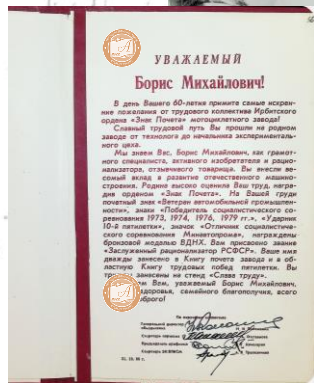 УВАЖАЕМЫЙ
Борис Михайлович!
В день Вашего 60-летия примите самые искрен-
ние пожелания от трудового коллектива Ирбитского
ордена «Знак Почета» мотоциклетного завода!
Славный трудовой путь Вы прошли на родном
заводе от технолога до начальника эксперименталь-
ного цеха.
Мы знаем Вас, Борис Михайлович, как грамот-
ного специалиста, активного изобретателя и рацио-
нализатора, отзывчивого товарища. Вы внесли ве-
сомый вклад в развитие отечественного машино-
строения. Родина высоко оценила Ваш труд, награ-
див орденом «Знак Почета». На Вашей груди
почетный знак «Ветеран автомобильной промышлен-
ности», знаки «Победитель социалистического со-
ревнования 1973, 1974, 1976, 1979 гг.», «Ударник
10-й пятилетки», значок «Отличник социалистиче-
ского соревнования Минавтопрома», награждены
бронзовой медалью ВДНХ. Вам присвоено звание
«Заслуженный рационализатор РСФСР». Ваше имя
дважды занесено в Книгу почета завода и в об-
ластную Книгу трудовых побед пятилетки. Вы
занесены на стенд «Слава труду».
Вам, уважаемый Борис Михайлович,
здоровья, семейного благополучия, всего
доброго!